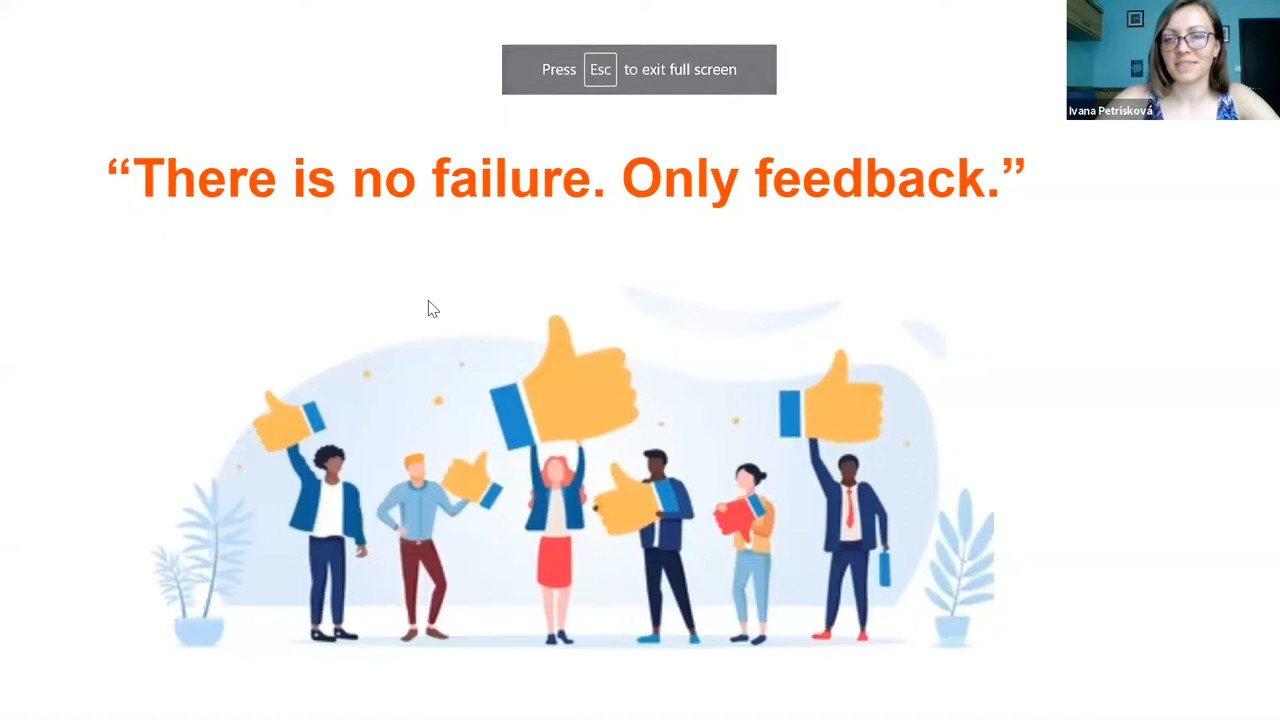 Press Esc to exit full screen
Ivana Petrisková
“There is no failure. Only feedback.”